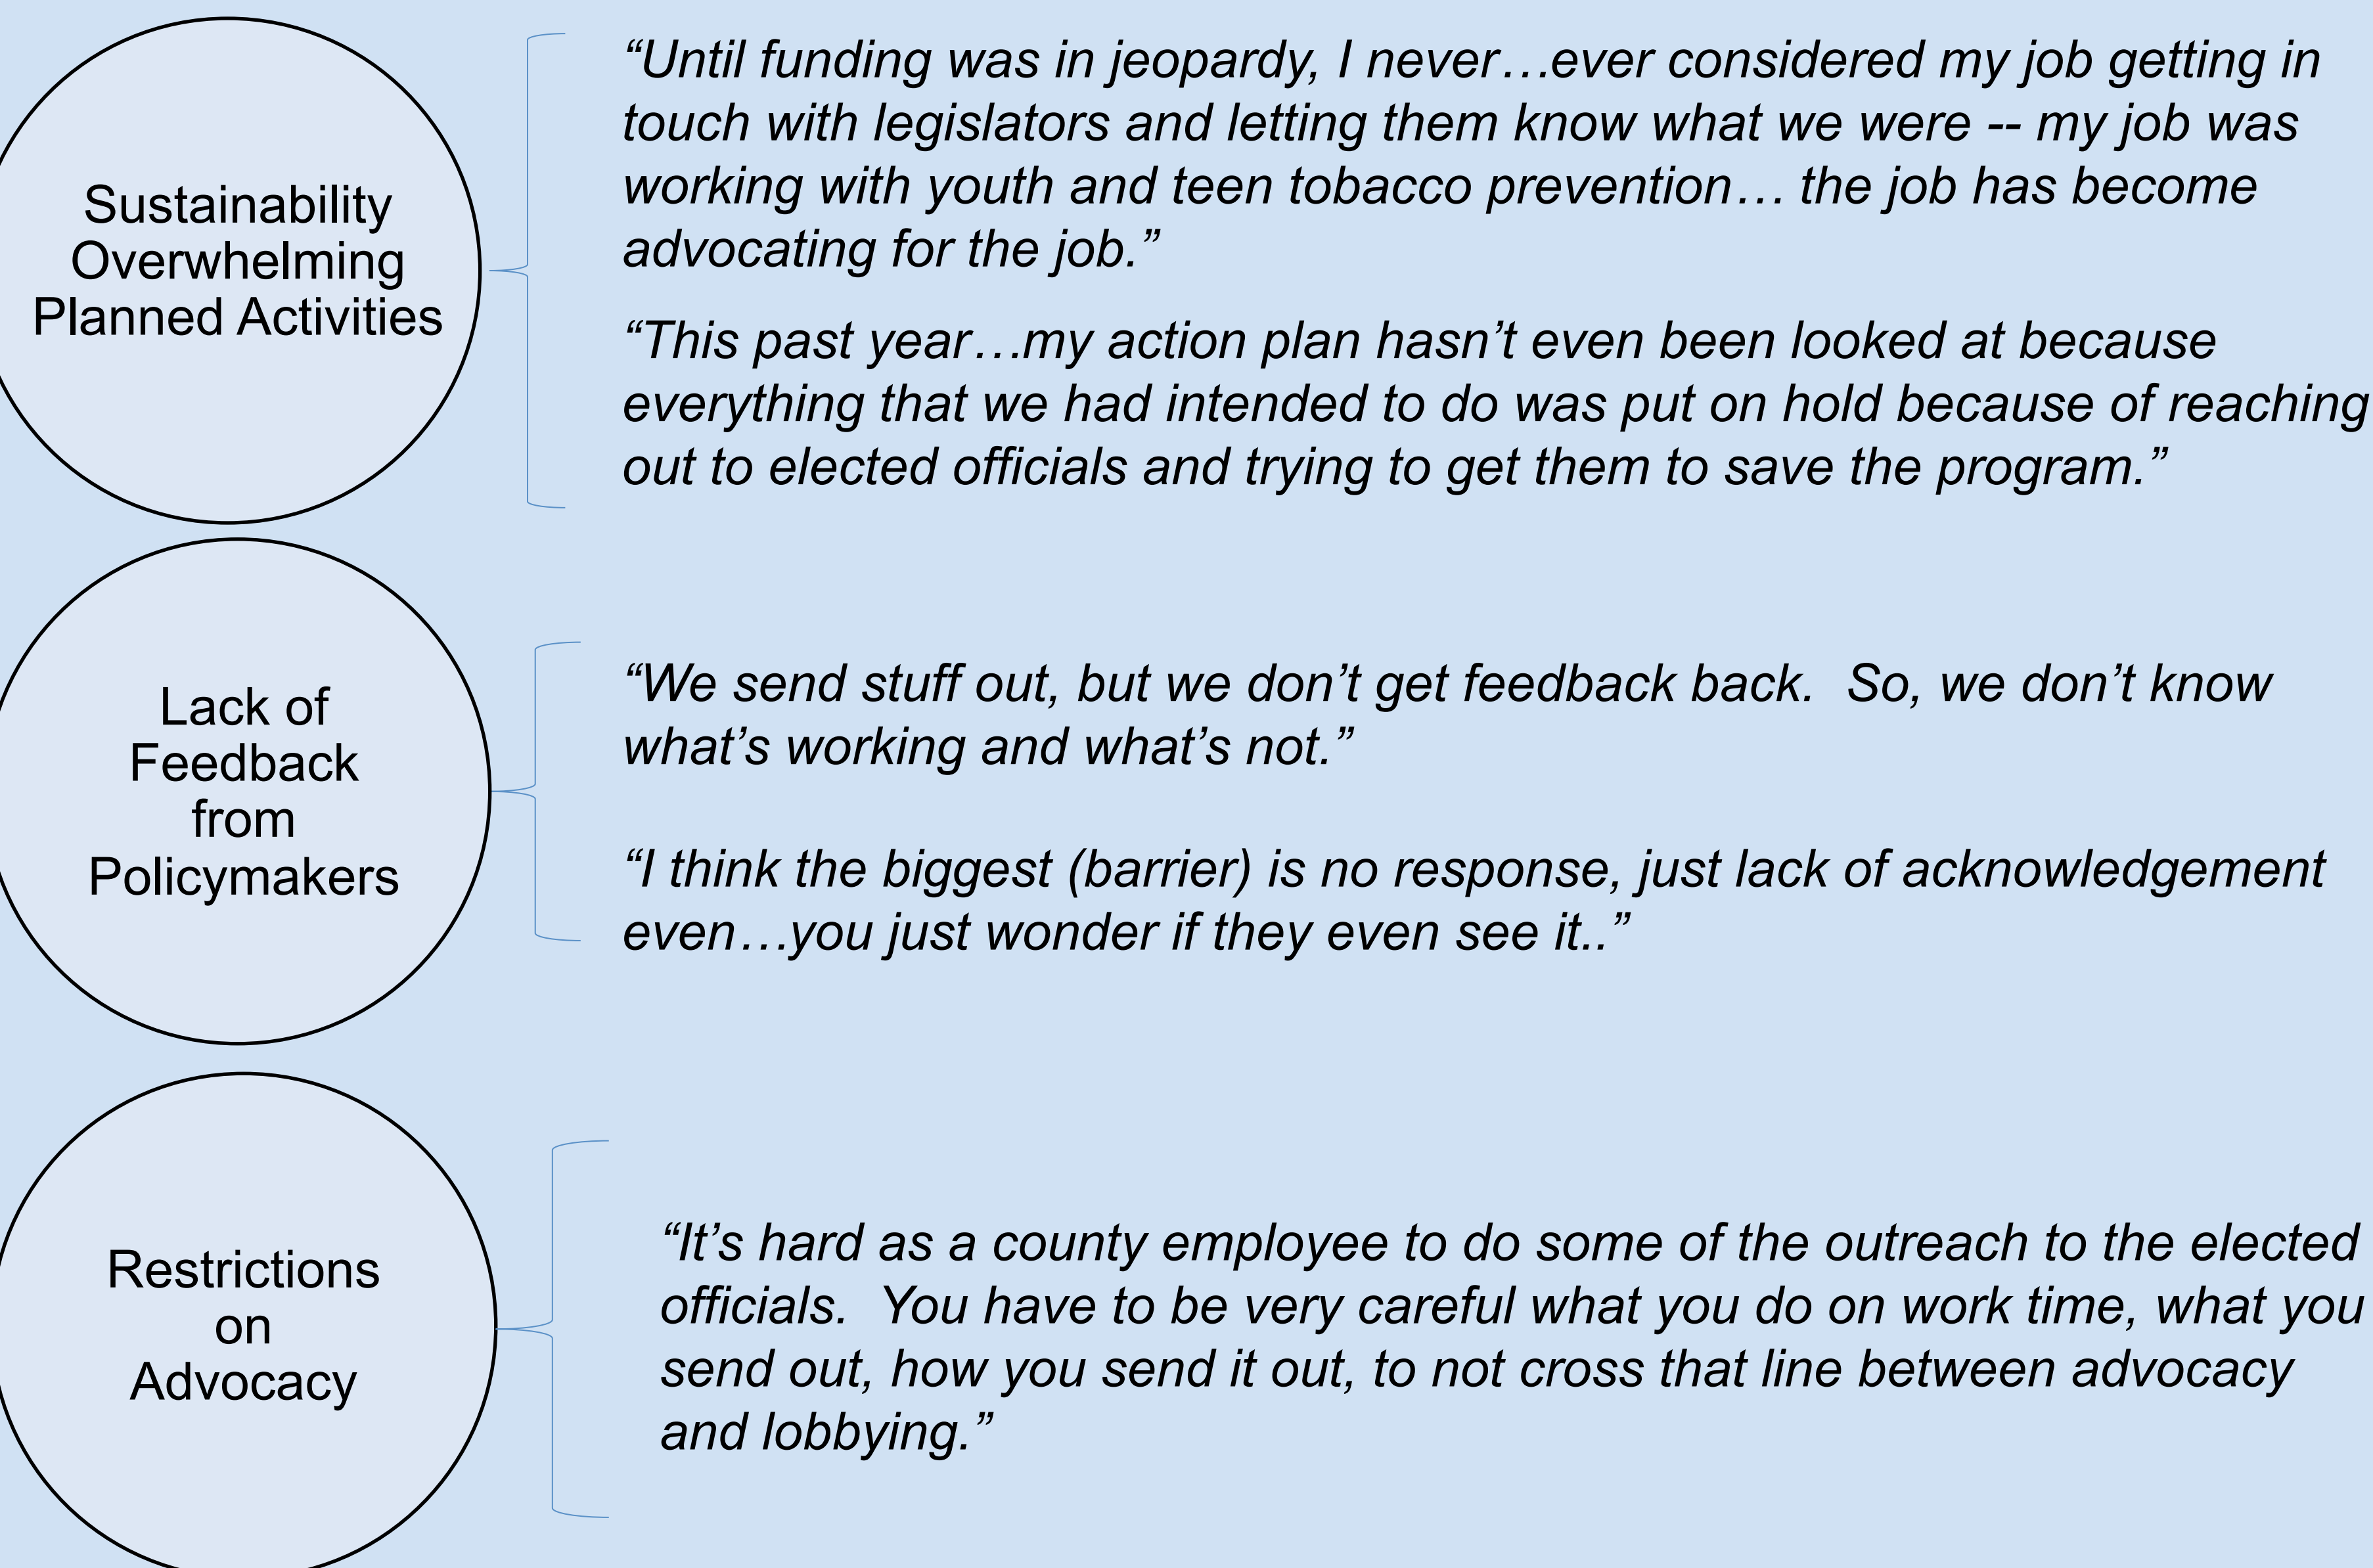 Sustainability
Overwhelming
Planned Activities
“Until funding was in jeopardy, I never…ever considered my job getting in
touch with legislators and letting them know what we were -- my job was
working with youth and teen tobacco prevention… the job has become
advocating for the job.”
“This past year…my action plan hasn’t even been looked at because
everything that we had intended to do was put on hold because of reaching
out to elected officials and trying to get them to save the program.”
Lack of
Feedback
from
Policymakers
“We send stuff out, but we don’t get feedback back.  So, we don’t know
what’s working and what’s not.”
“I think the biggest (barrier) is no response, just lack of acknowledgement
even…you just wonder if they even see it..”
Restrictions
on
Advocacy
“It’s hard as a county employee to do some of the outreach to the elected
officials.  You have to be very careful what you do on work time, what you
send out, how you send it out, to not cross that line between advocacy
and lobbying.”